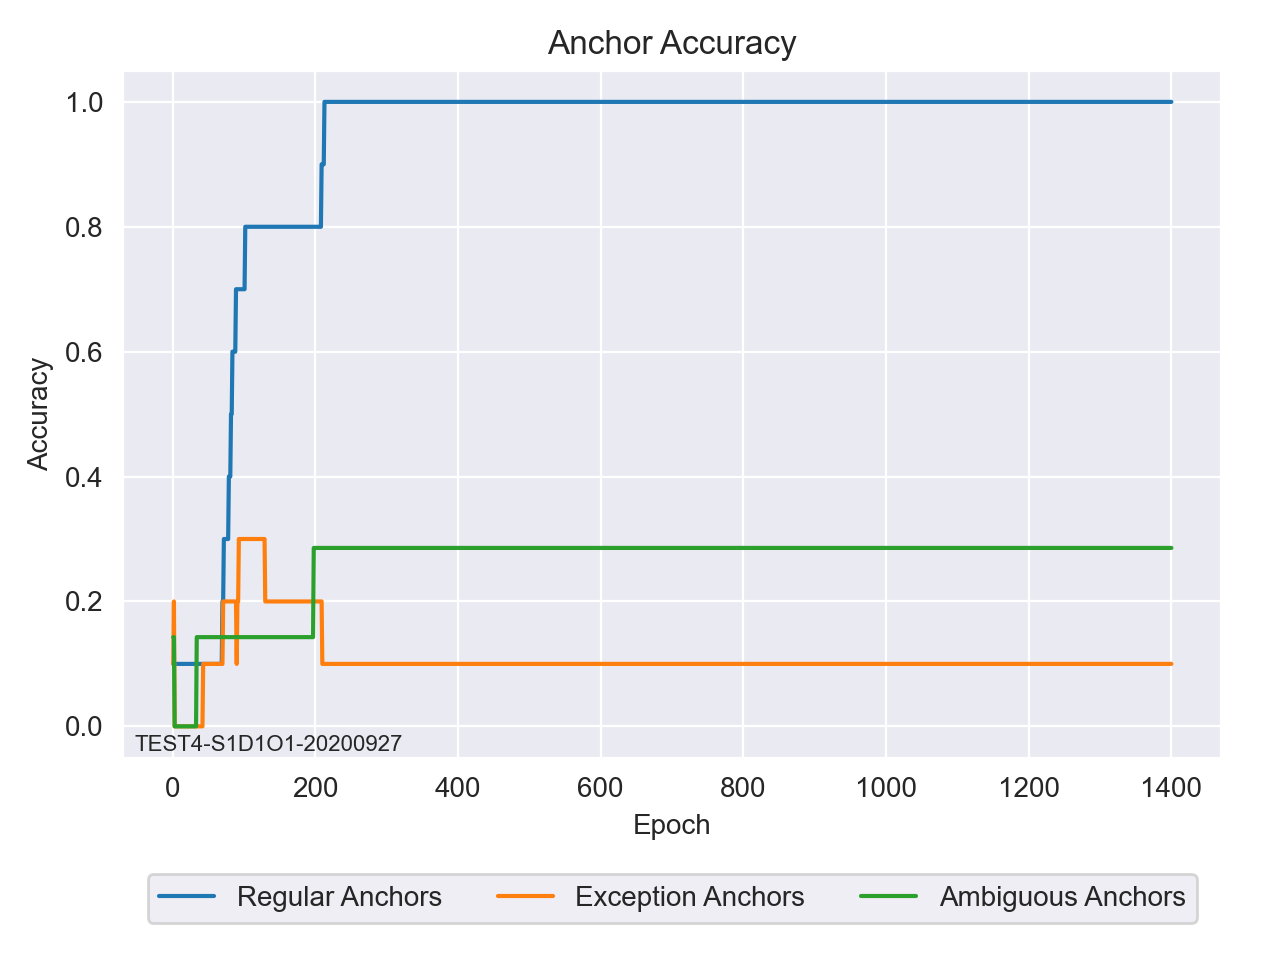 Anchor Accuracy
1.0
0.8
0.6
0.4
0.2
0.0
Accuracy
TEST4-S1D1O1-20200927
0 200 400 600 800 1000 1200 1400
Epoch
Regular Anchors Exception Anchors Ambiguous Anchors